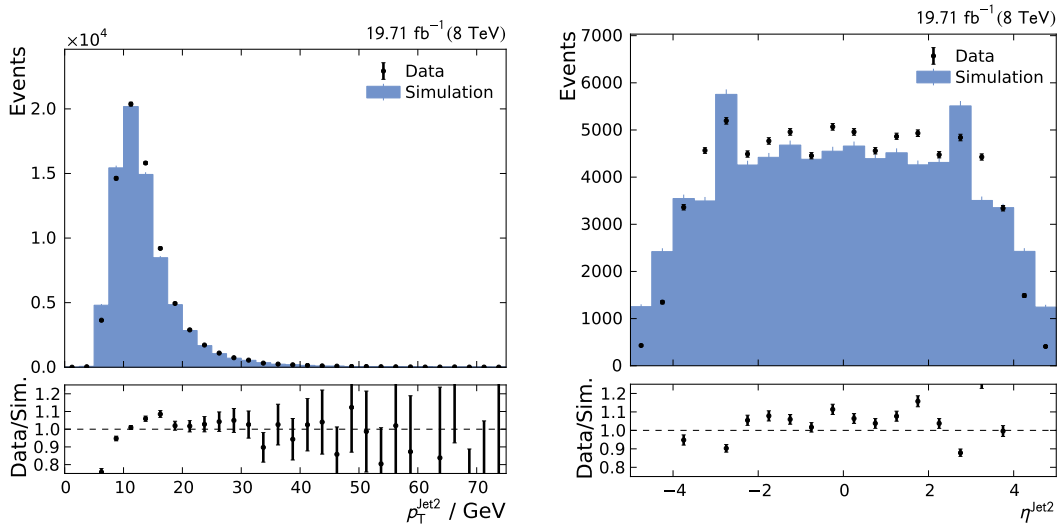 ×10⁴
19.71 fb⁻¹ (8 TeV)
Events
Data
Simulation
2.0
1.5
1.0
0.5
0.0
Data/Sim.
1.2
1.1
1.0
0.9
0.8
0 10 20 30 40 50 60 70
p_T^Jet2 / GeV
19.71 fb⁻¹ (8 TeV)
Events
Data
Simulation
7000
6000
5000
4000
3000
2000
1000
0
Data/Sim.
1.2
1.1
1.0
0.9
0.8
−4 −2 0 2 4
η^Jet2